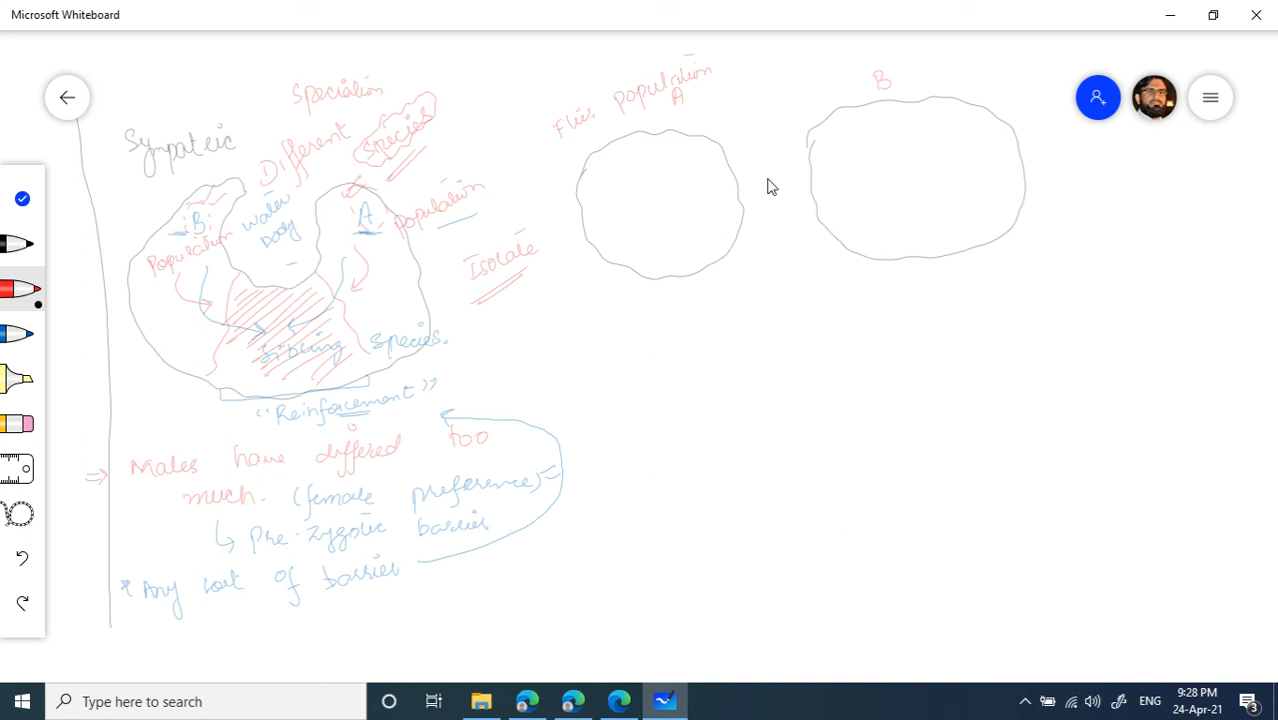 Microsoft Whiteboard
Speciation
Sympatric
Different
Species
B
water
body
A
Population
Population
Isolate
Sibling Species.
"Reinforcement"
⇒ Males have differed too
much. (female preference)
↳ Pre-Zygotic barrier
* Any sort of barrier
Flies population
A
B
Type here to search
ENG
9:28 PM
24-Apr-21
3